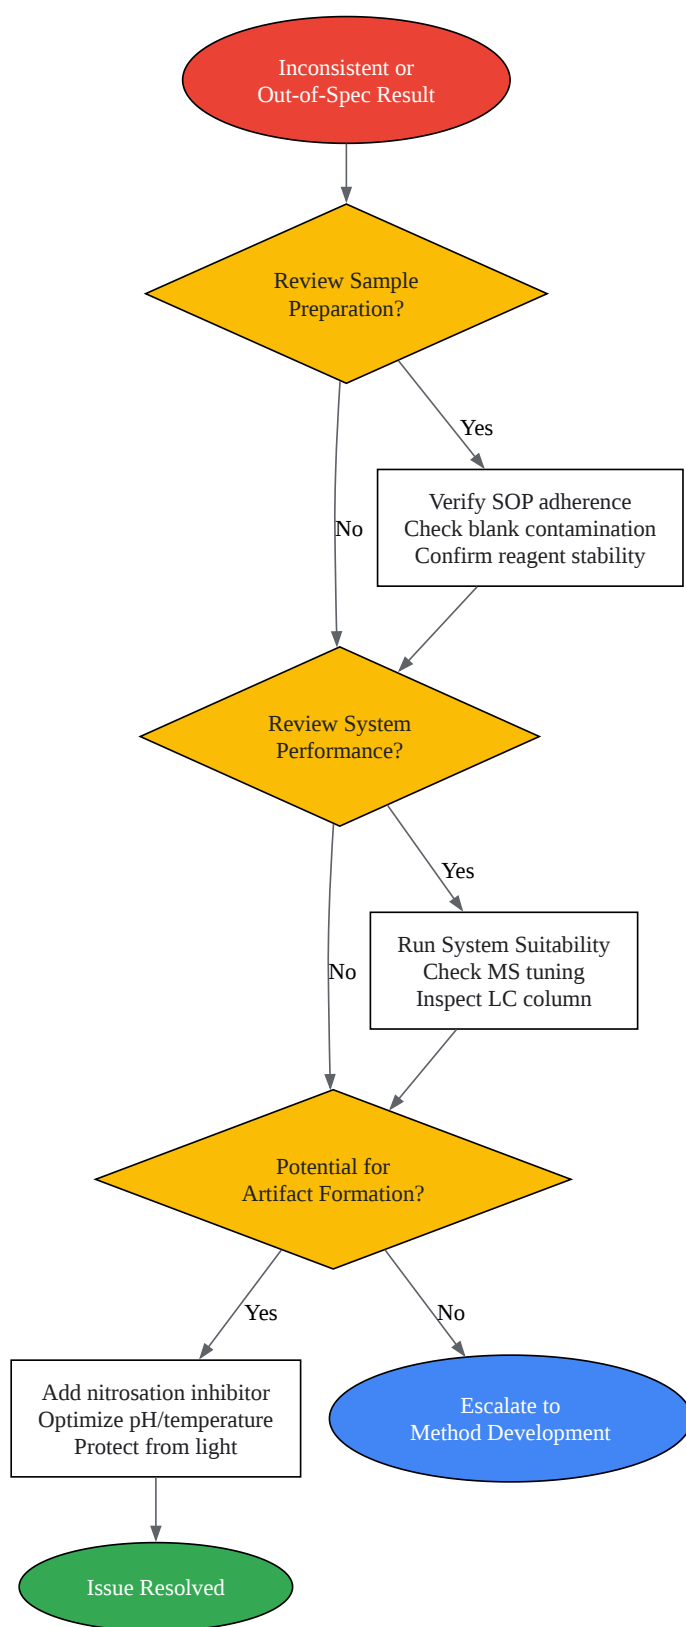 Inconsistent or
Out-of-Spec Result
Review Sample
Preparation?
Yes
No
Verify SOP adherence
Check blank contamination
Confirm reagent stability
Review System
Performance?
Yes
No
Run System Suitability
Check MS tuning
Inspect LC column
Potential for
Artifact Formation?
Yes
No
Add nitrosation inhibitor
Optimize pH/temperature
Protect from light
Escalate to
Method Development
Issue Resolved